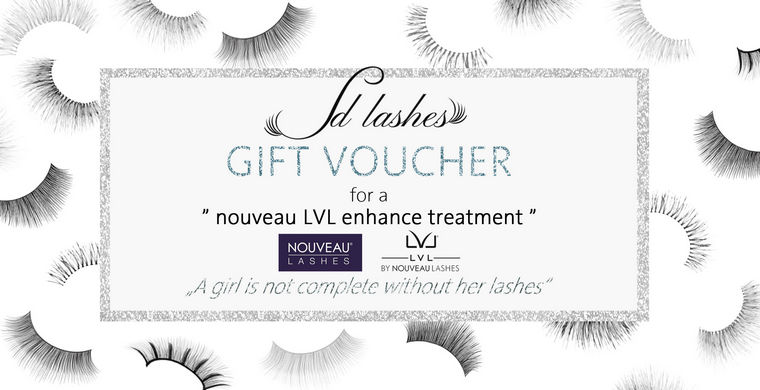 Sd lashes
GIFT VOUCHER
for a
" nouveau LVL enhance treatment "
NOUVEAU®
LASHES
LVL®
LVL
BY NOUVEAU LASHES
„A girl is not complete without her lashes“